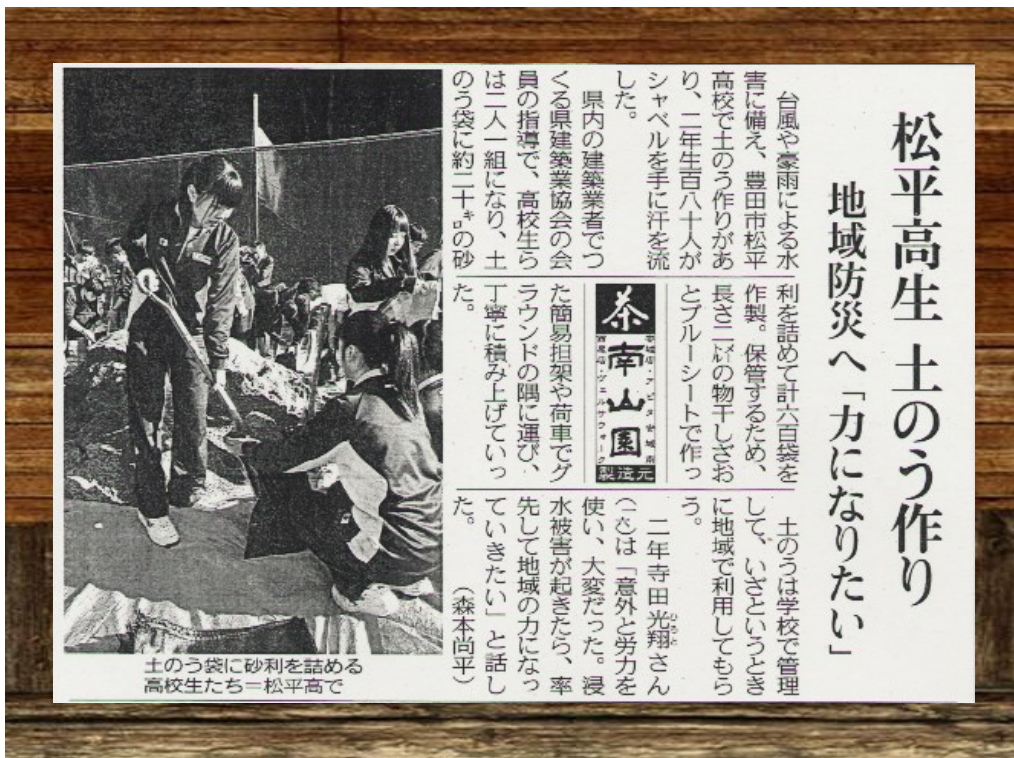 松平高生 土のう作り
地域防災へ「力になりたい」
台風や豪雨による水
害に備え、豊田市松平
高校で土のう作りがあ
り、二年生百八十人が
シャベルを手に汗を流
した。
県内の建築業者でつ
くる県建築業協会の会
員の指導で、高校生ら
は二人一組になり、土
のう袋に約二十㌔の砂
利を詰めて計六百袋を
作製。保管するため、
長さ二㍍の物干しざお
とブルーシートで作っ
た簡易担架や荷車でグ
ラウンドの隅に運び、
丁寧に積み上げていっ
た。
土のうは学校で管理
して、いざというとき
に地域で利用してもら
う。
二年寺田光翔さん
は「意外と労力を
使い、大変だった。浸
水被害が起きたら、率
先して地域の力になっ
ていきたい」と話し
た。 (森本尚平)
茶
南山園
製造元
土のう袋に砂利を詰める
高校生たち=松平高で